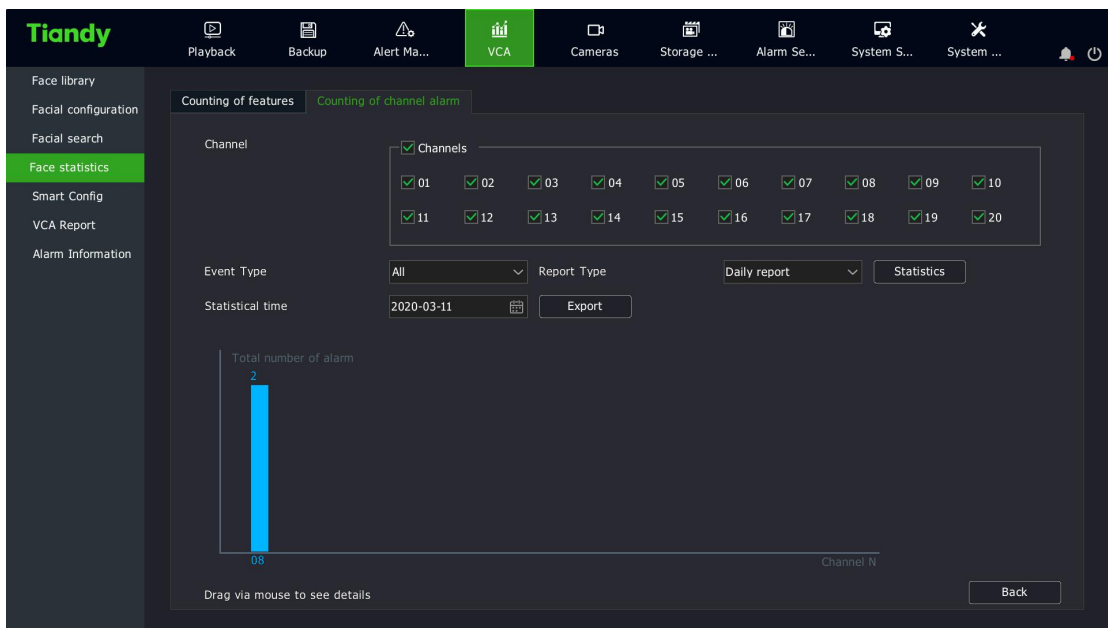 Tiandy
Playback
Backup
Alert Ma...
VCA
Cameras
Storage ...
Alarm Se...
System S...
System ...
Face library
Facial configuration
Facial search
Face statistics
Smart Config
VCA Report
Alarm Information
Counting of features
Counting of channel alarm
Channel
Channels
01 02 03 04 05 06 07 08 09 10
11 12 13 14 15 16 17 18 19 20
Event Type All Report Type Daily report Statistics
Statistical time 2020-03-11 Export
Total number of alarm
2
08
Channel N
Drag via mouse to see details
Back